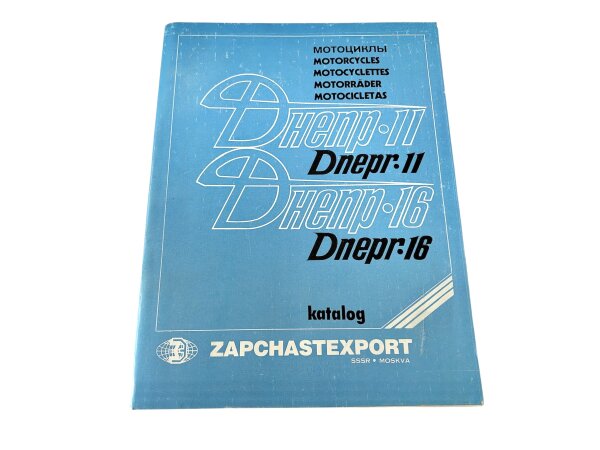 МОТОЦИКЛЫ
MOTORCYCLES
MOTOCYCLETTES
MOTORRÄDER
MOTOCICLETAS
Днепр·11
Dnepr·11
Днепр·16
Dnepr·16
katalog
ZAPCHASTEXPORT
SSSR • MOSKVA